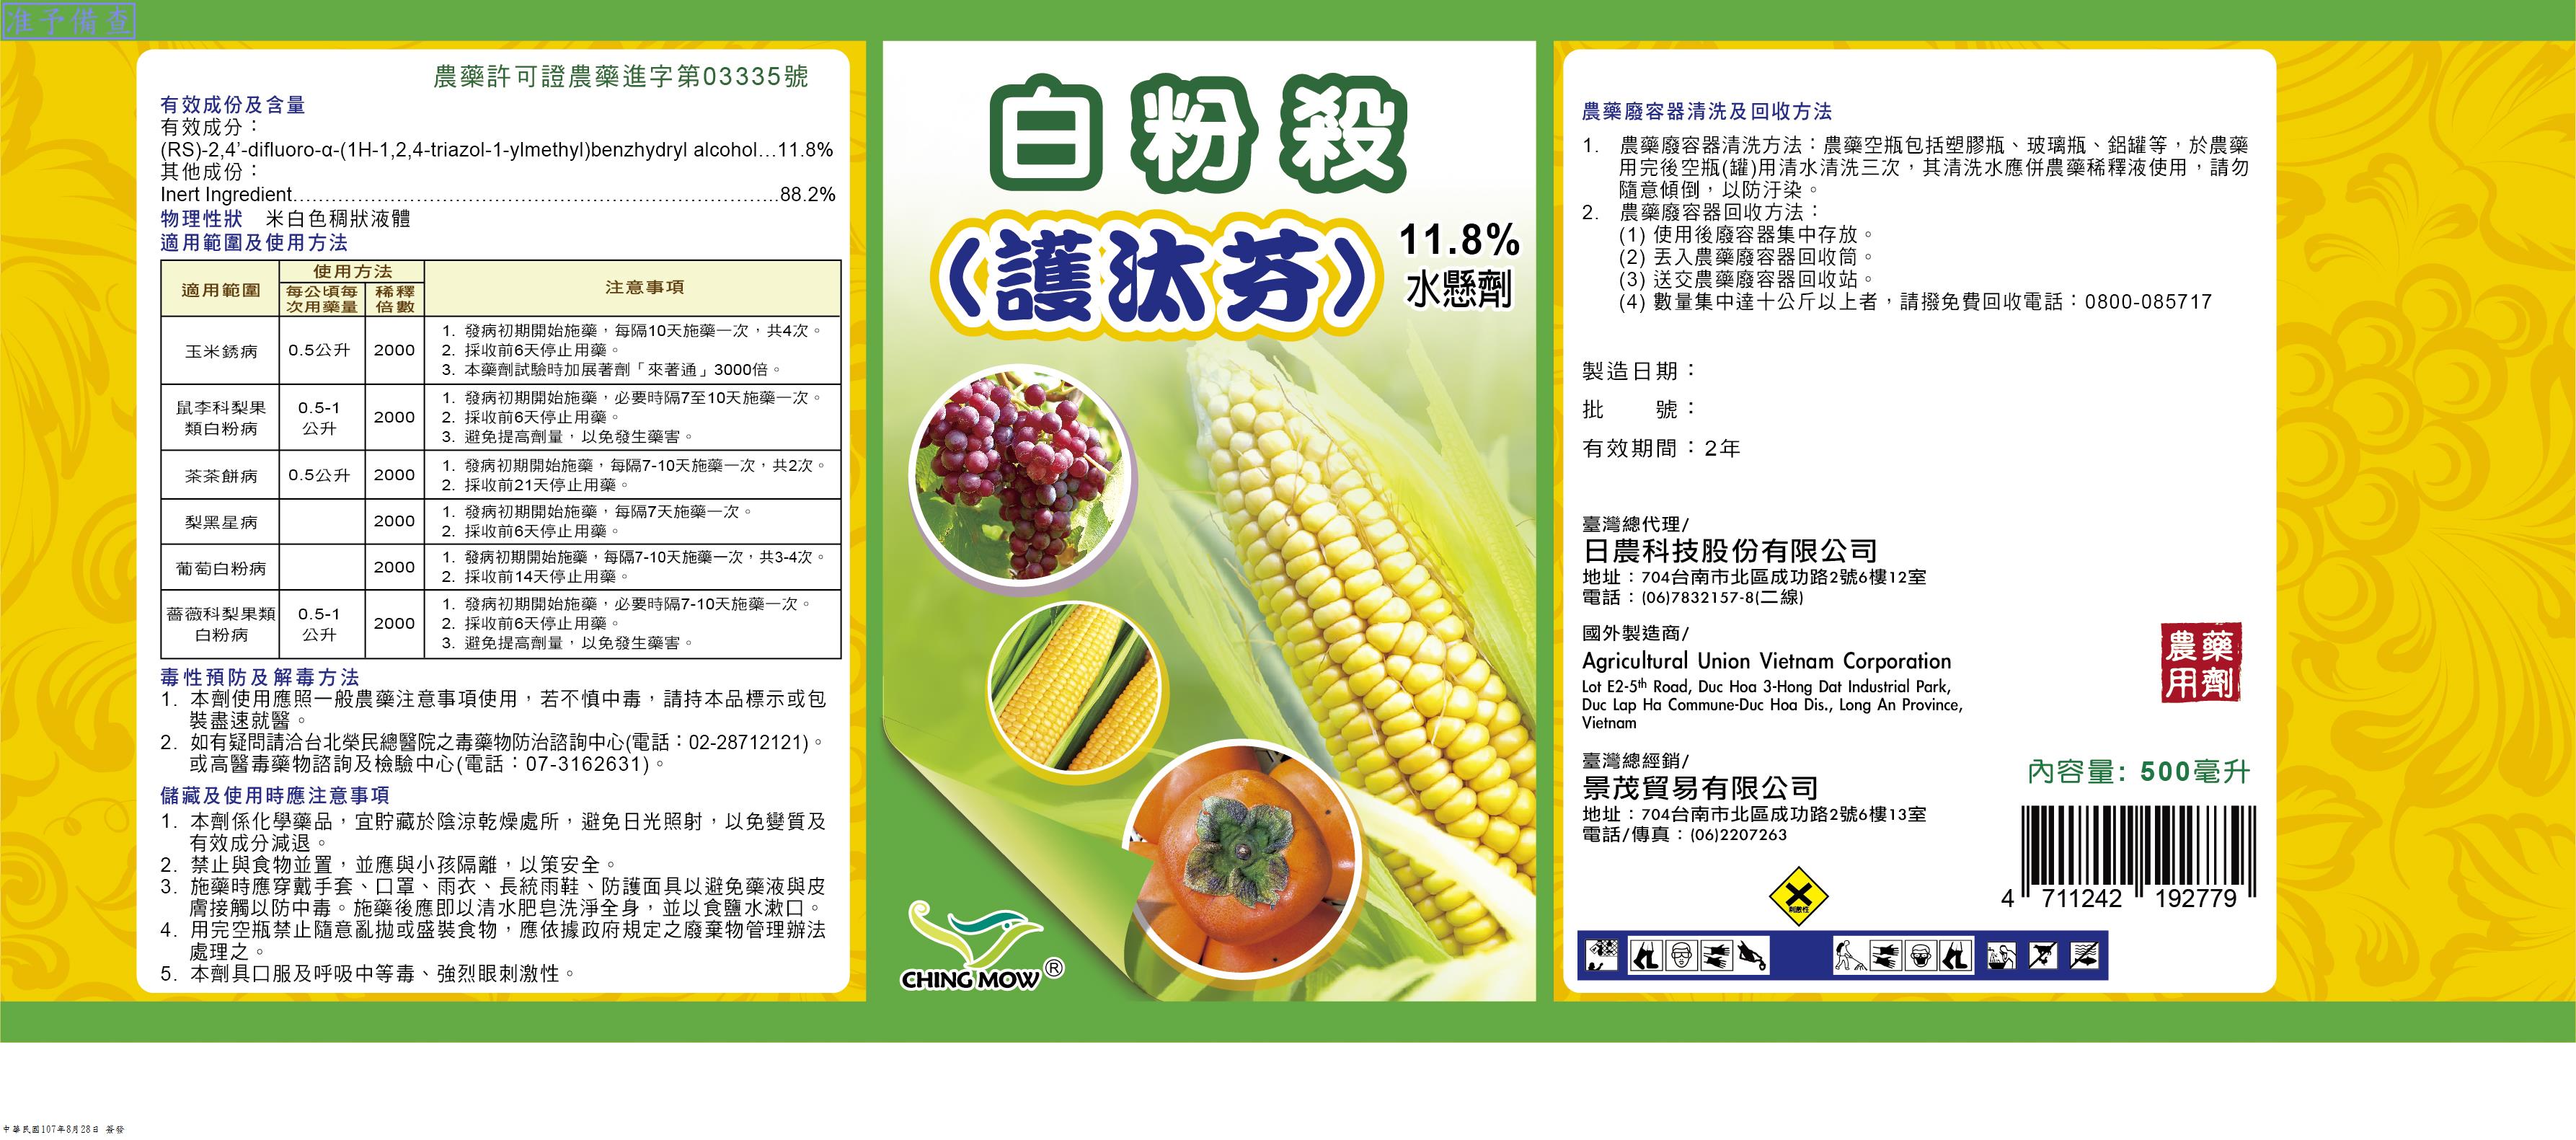 准予備查
農藥許可證農藥進字第03335號
有效成份及含量
有效成分：
(RS)-2,4’-difluoro-α-(1H-1,2,4-triazol-1-ylmethyl)benzhydryl alcohol...11.8%
其他成份：
Inert Ingredient..........................................................................88.2%
物理性狀 米白色稠狀液體
適用範圍及使用方法
適用範圍 使用方法 注意事項
每公頃每次用藥量 稀釋倍數
玉米銹病 0.5公升 2000
1. 發病初期開始施藥，每隔10天施藥一次，共4次。
2. 採收前6天停止用藥。
3. 本藥劑試驗時加展著劑「來著通」3000倍。
鼠李科梨果類白粉病 0.5-1公升 2000
1. 發病初期開始施藥，必要時隔7至10天施藥一次。
2. 採收前6天停止用藥。
3. 避免提高劑量，以免發生藥害。
茶茶餅病 0.5公升 2000
1. 發病初期開始施藥，每隔7-10天施藥一次，共2次。
2. 採收前21天停止用藥。
梨黑星病 2000
1. 發病初期開始施藥，每隔7天施藥一次。
2. 採收前6天停止用藥。
葡萄白粉病 2000
1. 發病初期開始施藥，每隔7-10天施藥一次，共3-4次。
2. 採收前14天停止用藥。
薔薇科梨果類白粉病 0.5-1公升 2000
1. 發病初期開始施藥，必要時隔7-10天施藥一次。
2. 採收前6天停止用藥。
3. 避免提高劑量，以免發生藥害。
毒性預防及解毒方法
1. 本劑使用應照一般農藥注意事項使用，若不慎中毒，請持本品標示或包
裝盡速就醫。
2. 如有疑問請洽台北榮民總醫院之毒藥物防治諮詢中心(電話：02-28712121)。
或高醫毒藥物諮詢及檢驗中心(電話：07-3162631)。
儲藏及使用時應注意事項
1. 本劑係化學藥品，宜貯藏於陰涼乾燥處所，避免日光照射，以免變質及
有效成分減退。
2. 禁止與食物並置，並應與小孩隔離，以策安全。
3. 施藥時應穿戴手套、口罩、雨衣、長統雨鞋、防護面具以避免藥液與皮
膚接觸以防中毒。施藥後應即以清水肥皂洗淨全身，並以食鹽水漱口。
4. 用完空瓶禁止隨意亂拋或盛裝食物，應依據政府規定之廢棄物管理辦法
處理之。
5. 本劑具口服及呼吸中等毒、強烈眼刺激性。
白粉殺
(護汰芬)
11.8%
水懸劑
CHING MOW ®
農藥廢容器清洗及回收方法
1. 農藥廢容器清洗方法：農藥空瓶包括塑膠瓶、玻璃瓶、鋁罐等，於農藥
用完後空瓶(罐)用清水清洗三次，其清洗水應併農藥稀釋液使用，請勿
隨意傾倒，以防汙染。
2. 農藥廢容器回收方法：
(1) 使用後廢容器集中存放。
(2) 丟入農藥廢容器回收筒。
(3) 送交農藥廢容器回收站。
(4) 數量集中達十公斤以上者，請撥免費回收電話：0800-085717
製造日期：
批 號：
有效期間：2年
臺灣總代理/
日農科技股份有限公司
地址：704台南市北區成功路2號6樓12室
電話：(06)7832157-8(二線)
國外製造商/
Agricultural Union Vietnam Corporation
Lot E2-5th Road, Duc Hoa 3-Hong Dat Industrial Park,
Duc Lap Ha Commune-Duc Hoa Dis., Long An Province,
Vietnam
農藥
用劑
臺灣總經銷/
景茂貿易有限公司
地址：704台南市北區成功路2號6樓13室
電話/傳真：(06)2207263
內容量: 500毫升
4 711242 192779
刺激性
中華民國107年8月28日 簽發